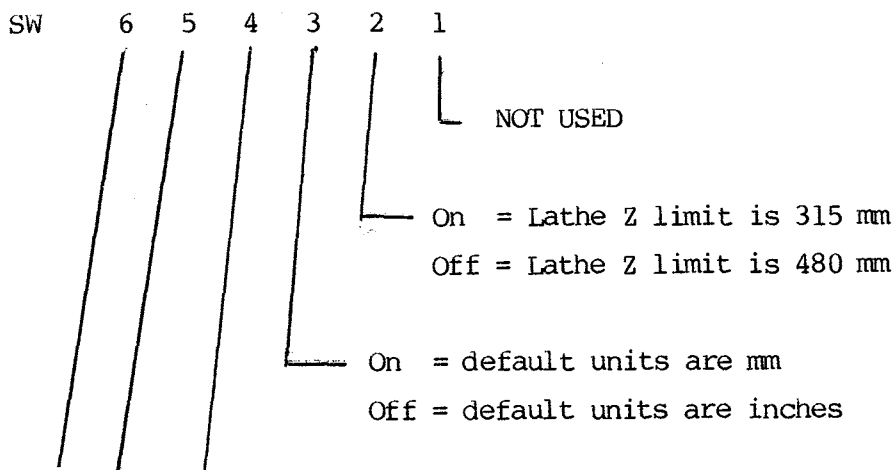 SW 6 5 4 3 2 1
NOT USED
On = Lathe Z limit is 315 mm
Off = Lathe Z limit is 480 mm
On = default units are mm
Off = default units are inches